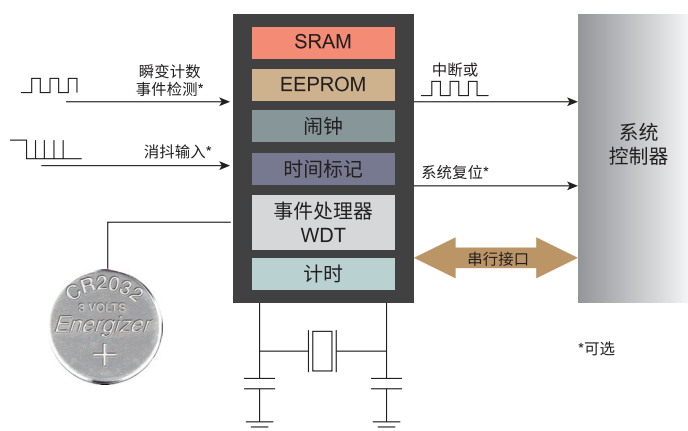 瞬变计数
事件检测*
消抖输入*
SRAM
EEPROM
闹钟
时间标记
事件处理器
WDT
计时
中断或
系统复位*
串行接口
系统
控制器
CR2032
3 VOLTS
Energizer
+
*可选